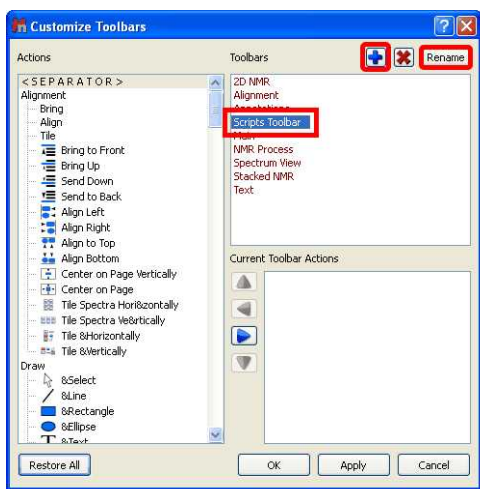 Customize Toolbars
Actions
Toolbars
Rename
<SEPARATOR>
Alignment
Bring
Align
Tile
Bring to Front
Bring Up
Send Down
Send to Back
Align Left
Align Right
Align to Top
Align Bottom
Center on Page Vertically
Center on Page
Tile Spectra Hori&zontally
Tile Spectra Ve&rtically
Tile &Horizontally
Tile &Vertically
Draw
&Select
&Line
&Rectangle
&Ellipse
&Text
2D NMR
Alignment
Annotations
Scripts Toolbar
Main
NMR Process
Spectrum View
Stacked NMR
Text
Current Toolbar Actions
Restore All
OK
Apply
Cancel